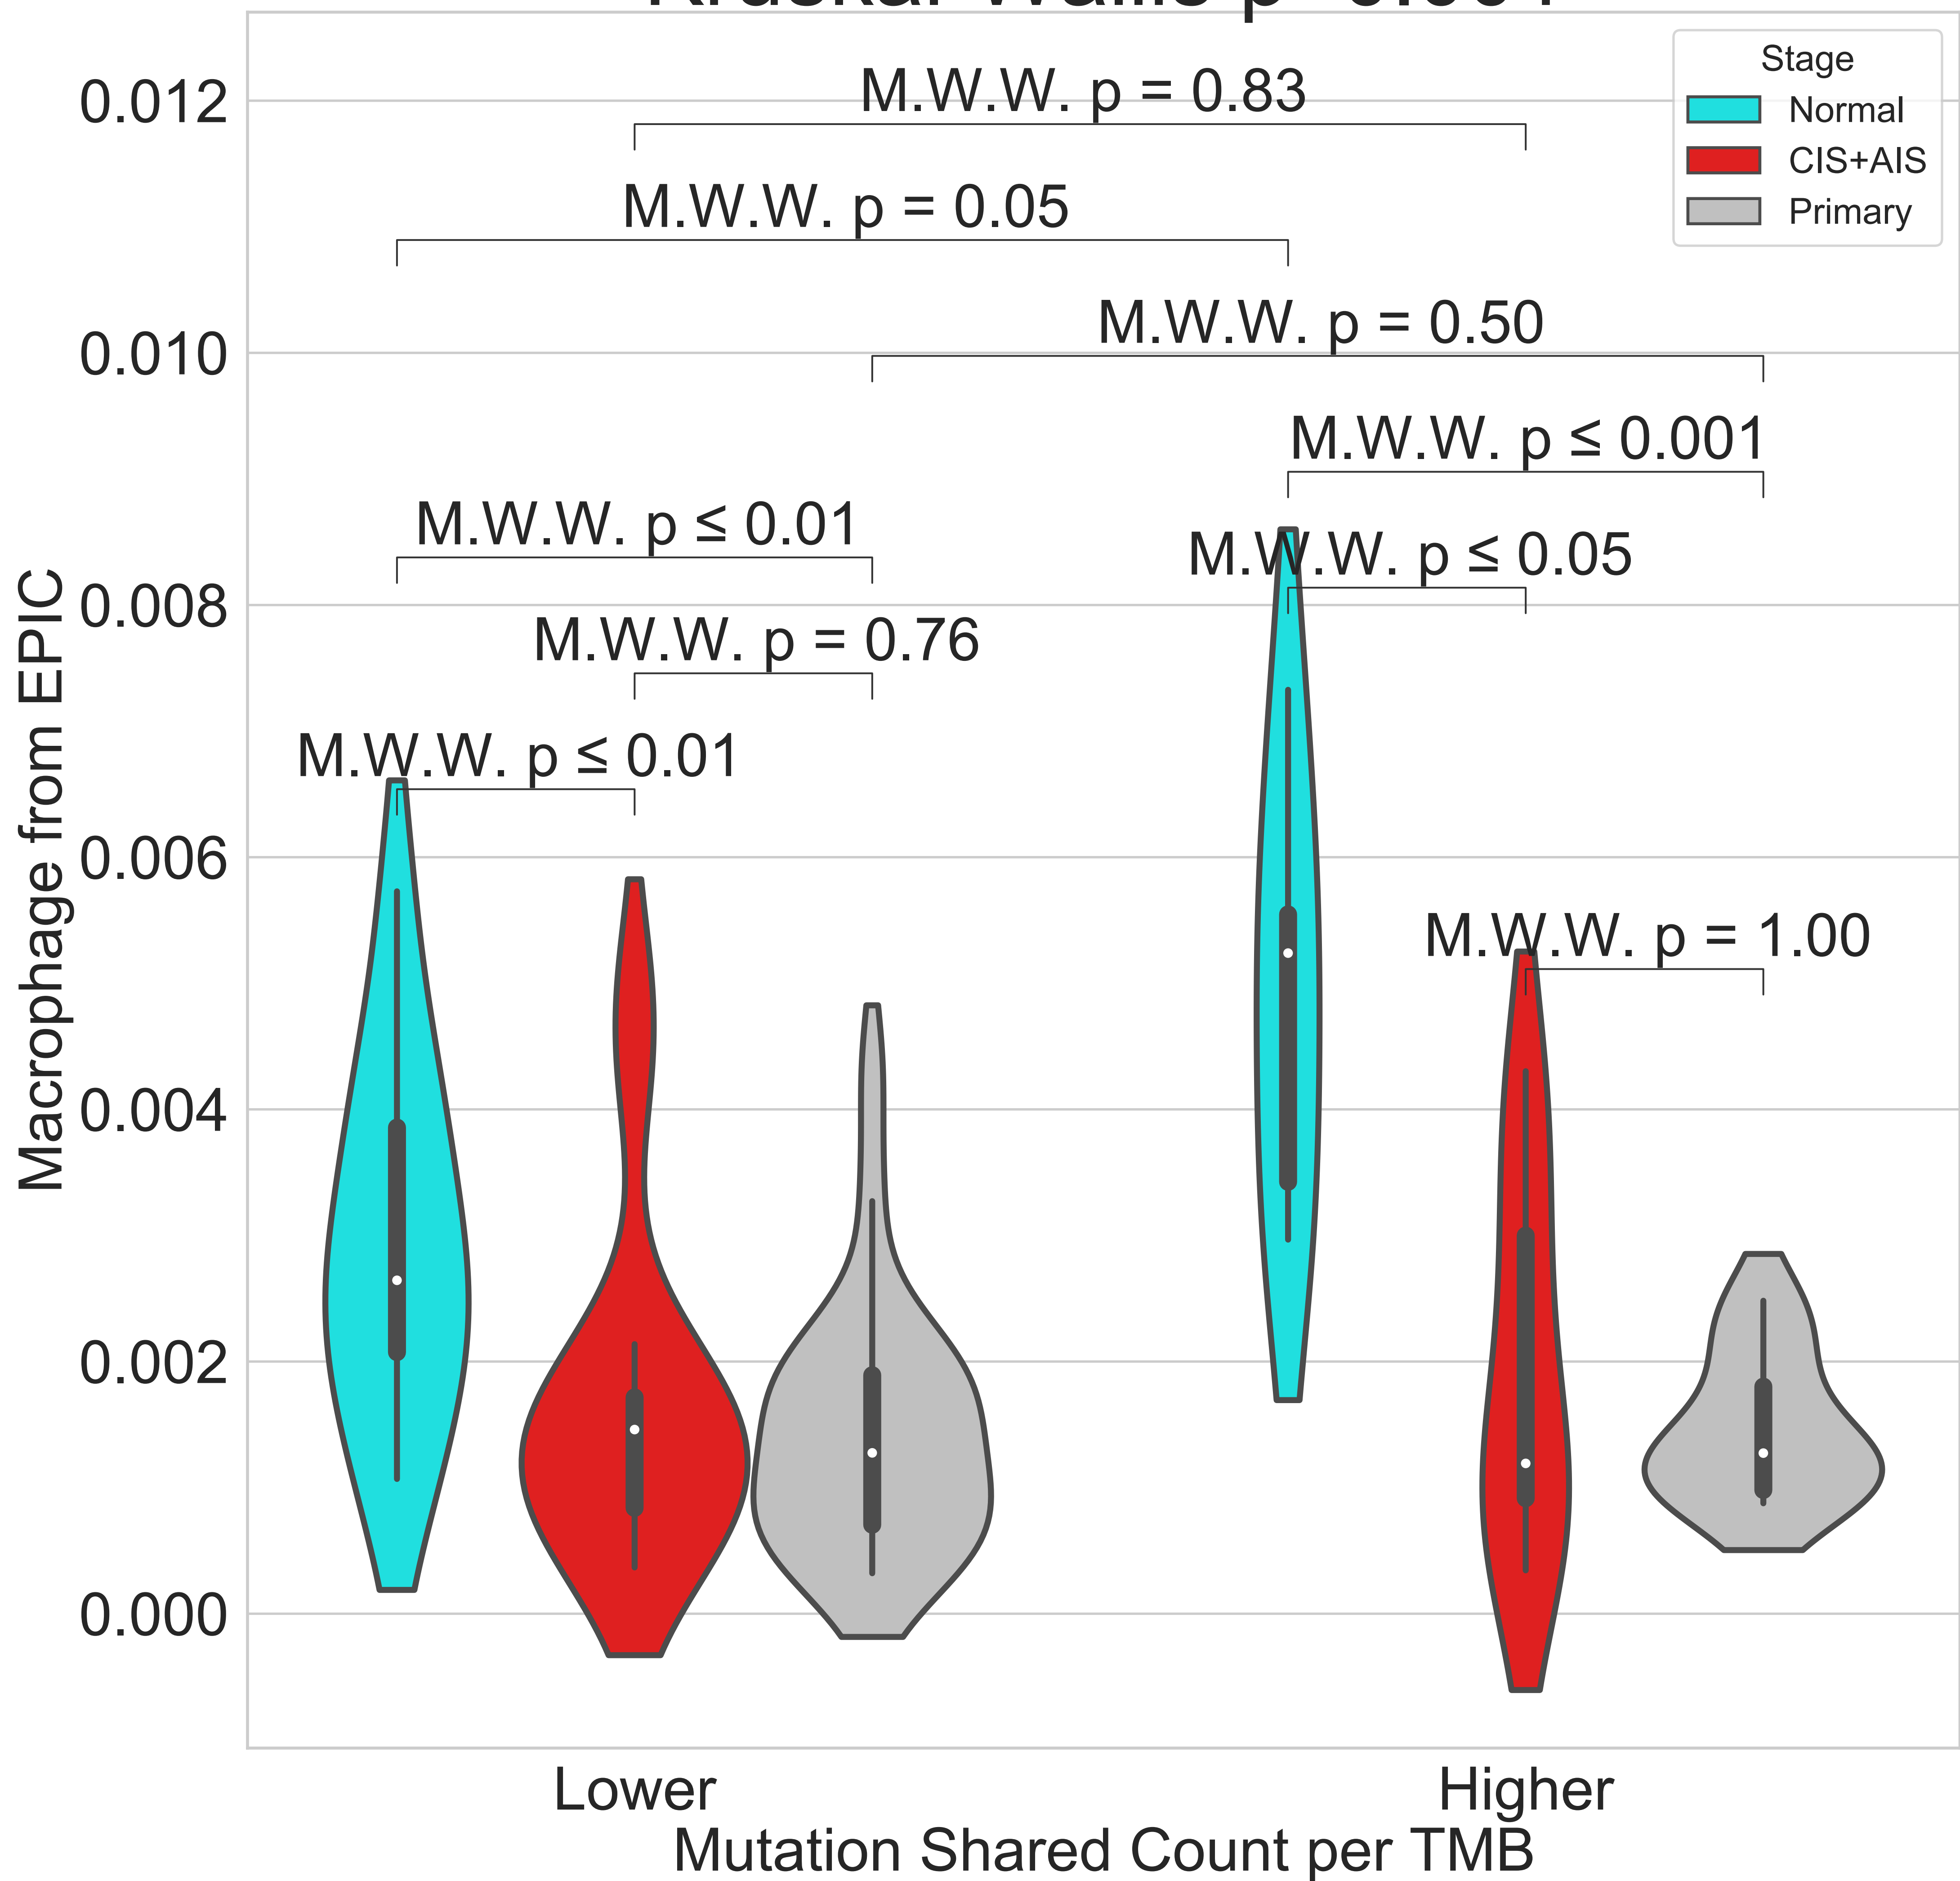 M.W.W. p = 0.83
M.W.W. p = 0.05
M.W.W. p = 0.50
M.W.W. p ≤ 0.001
M.W.W. p ≤ 0.01
M.W.W. p ≤ 0.05
M.W.W. p = 0.76
M.W.W. p ≤ 0.01
M.W.W. p = 1.00
Stage
Normal
CIS+AIS
Primary
Macrophage from EPIC
0.012
0.010
0.008
0.006
0.004
0.002
0.000
Lower
Higher
Mutation Shared Count per TMB